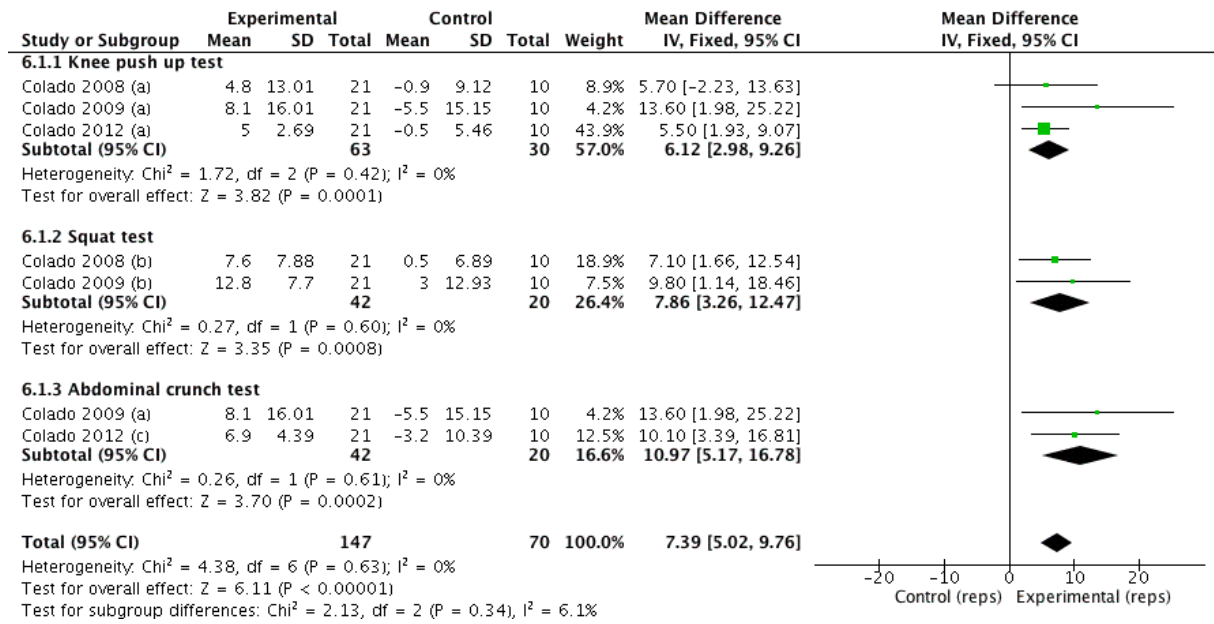 Experimental Control Mean Difference Mean Difference
Study or Subgroup Mean SD Total Mean SD Total Weight IV, Fixed, 95% CI IV, Fixed, 95% CI
6.1.1 Knee push up test
Colado 2008 (a) 4.8 13.01 21 -0.9 9.12 10 8.9% 5.70 [-2.23, 13.63]
Colado 2009 (a) 8.1 16.01 21 -5.5 15.15 10 4.2% 13.60 [1.98, 25.22]
Colado 2012 (a) 5 2.69 21 -0.5 5.46 10 43.9% 5.50 [1.93, 9.07]
Subtotal (95% CI) 63 30 57.0% 6.12 [2.98, 9.26]
Heterogeneity: Chi² = 1.72, df = 2 (P = 0.42); I² = 0%
Test for overall effect: Z = 3.82 (P = 0.0001)
6.1.2 Squat test
Colado 2008 (b) 7.6 7.88 21 0.5 6.89 10 18.9% 7.10 [1.66, 12.54]
Colado 2009 (b) 12.8 7.7 21 3 12.93 10 7.5% 9.80 [1.14, 18.46]
Subtotal (95% CI) 42 20 26.4% 7.86 [3.26, 12.47]
Heterogeneity: Chi² = 0.27, df = 1 (P = 0.60); I² = 0%
Test for overall effect: Z = 3.35 (P = 0.0008)
6.1.3 Abdominal crunch test
Colado 2009 (a) 8.1 16.01 21 -5.5 15.15 10 4.2% 13.60 [1.98, 25.22]
Colado 2012 (c) 6.9 4.39 21 -3.2 10.39 10 12.5% 10.10 [3.39, 16.81]
Subtotal (95% CI) 42 20 16.6% 10.97 [5.17, 16.78]
Heterogeneity: Chi² = 0.26, df = 1 (P = 0.61); I² = 0%
Test for overall effect: Z = 3.70 (P = 0.0002)
Total (95% CI) 147 70 100.0% 7.39 [5.02, 9.76]
Heterogeneity: Chi² = 4.38, df = 6 (P = 0.63); I² = 0%
Test for overall effect: Z = 6.11 (P < 0.00001)
Test for subgroup differences: Chi² = 2.13, df = 2 (P = 0.34), I² = 6.1%
-20 -10 0 10 20
Control (reps) Experimental (reps)